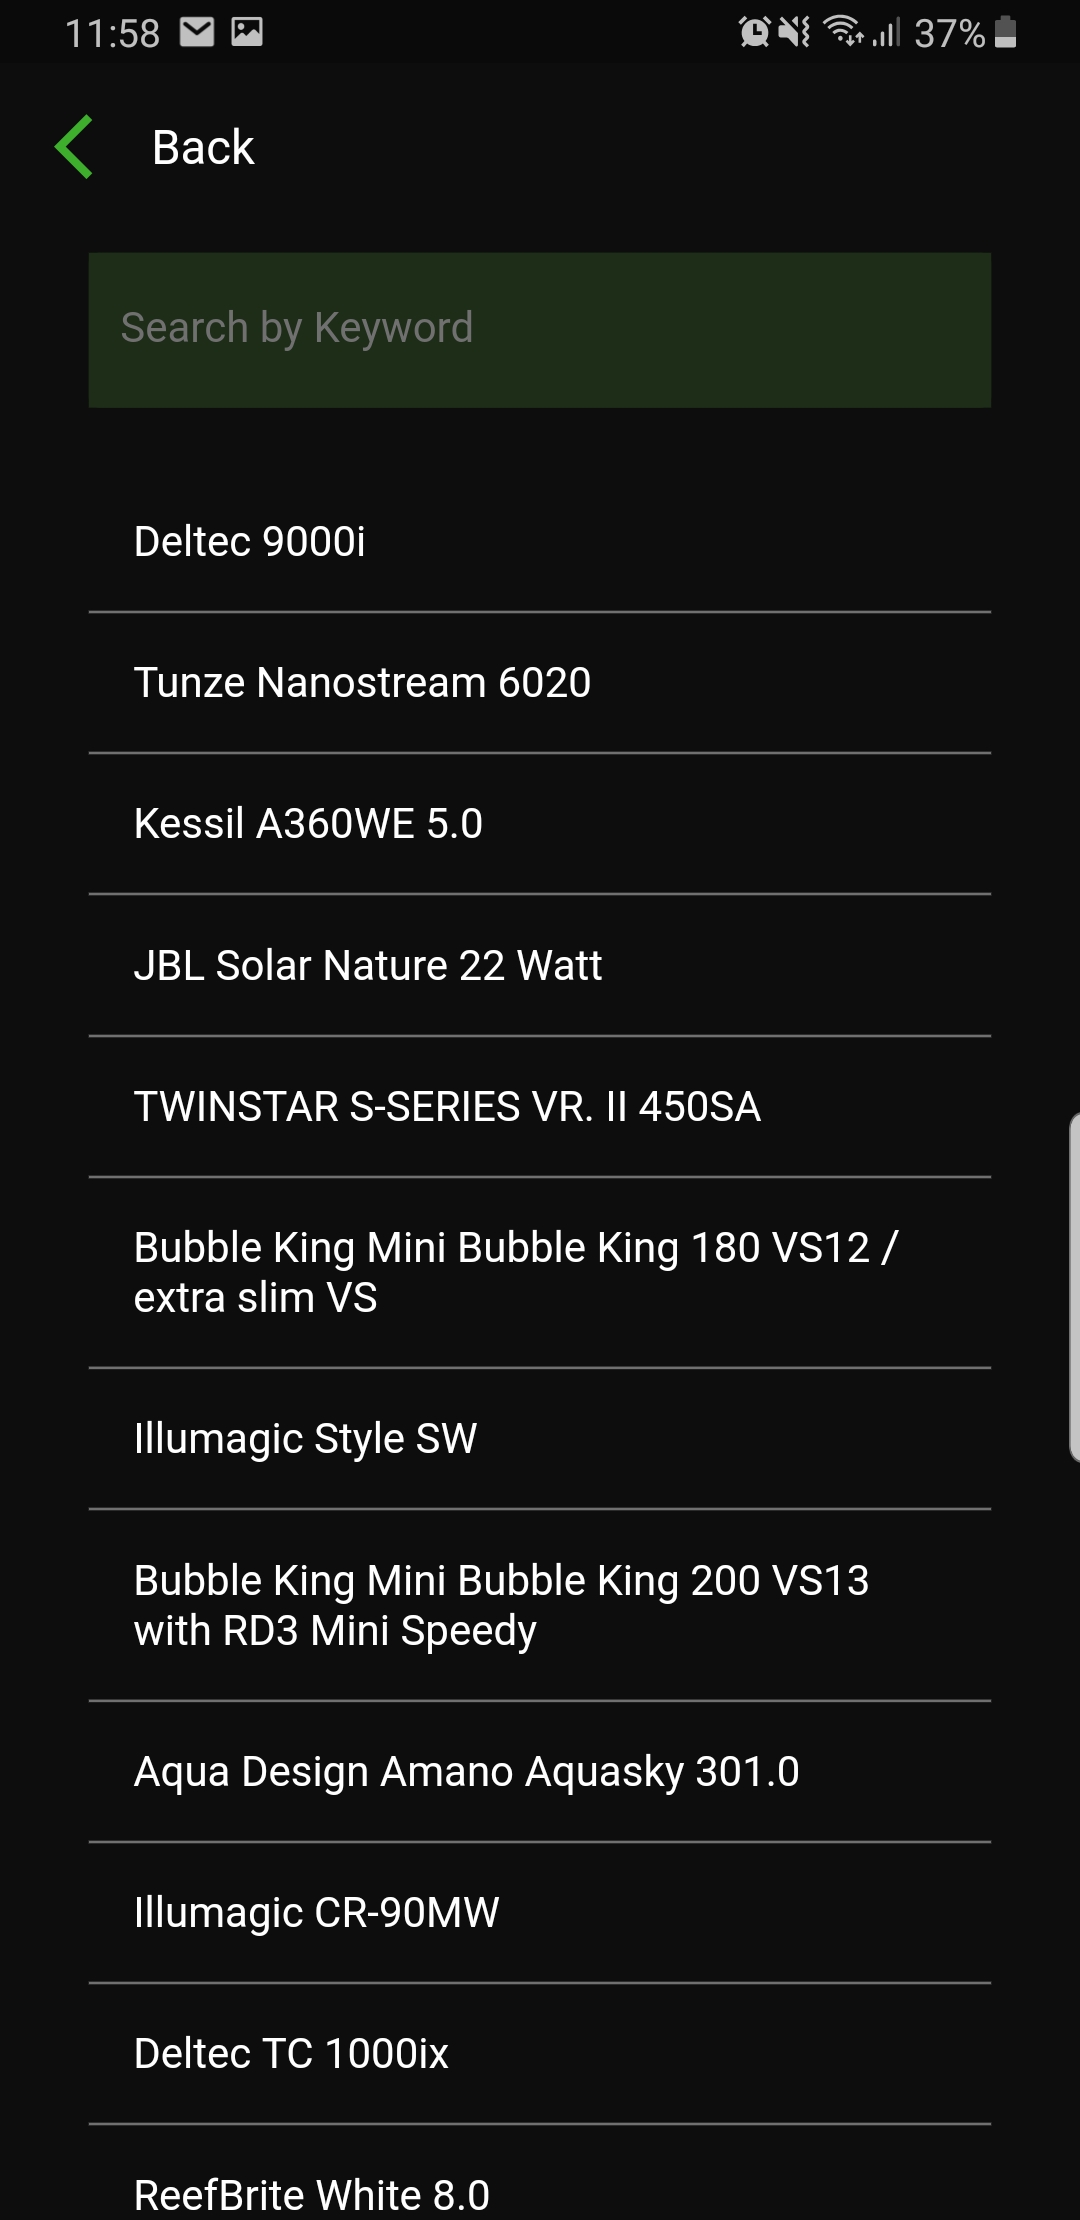 11:58
37%
Back
Search by Keyword
Deltec 9000i
Tunze Nanostream 6020
Kessil A360WE 5.0
JBL Solar Nature 22 Watt
TWINSTAR S-SERIES VR. II 450SA
Bubble King Mini Bubble King 180 VS12 /
extra slim VS
Illumagic Style SW
Bubble King Mini Bubble King 200 VS13
with RD3 Mini Speedy
Aqua Design Amano Aquasky 301.0
Illumagic CR-90MW
Deltec TC 1000ix
ReefBrite White 8.0